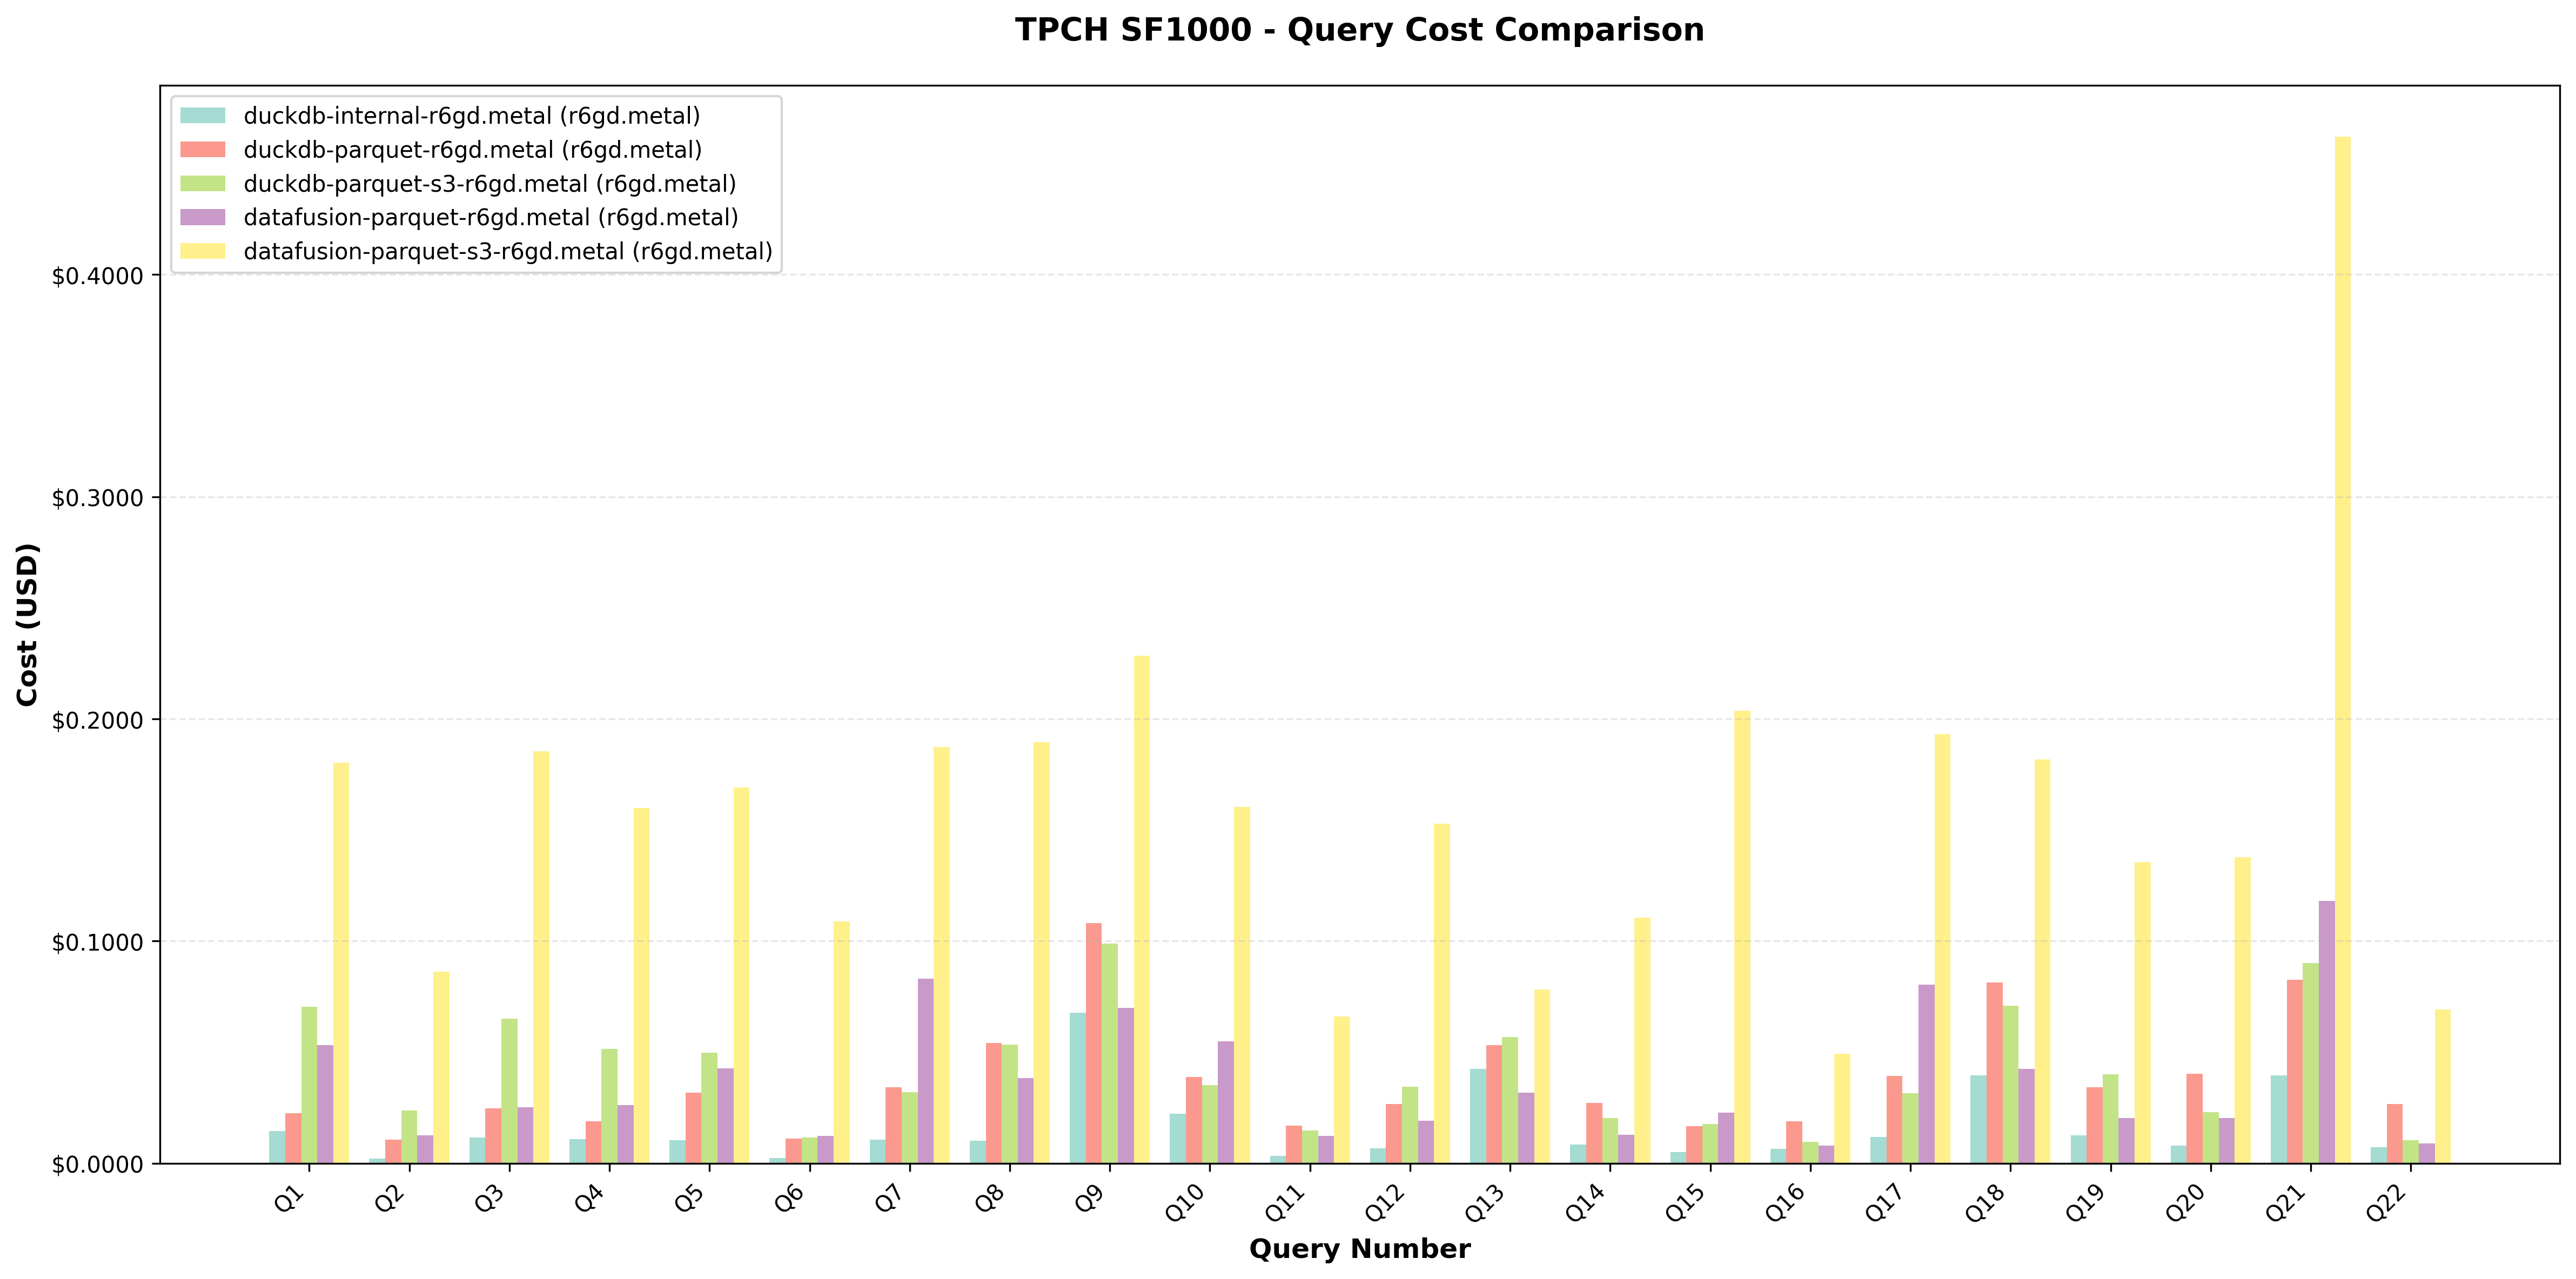 TPCH SF1000 - Query Cost Comparison
duckdb-internal-r6gd.metal (r6gd.metal)
duckdb-parquet-r6gd.metal (r6gd.metal)
duckdb-parquet-s3-r6gd.metal (r6gd.metal)
datafusion-parquet-r6gd.metal (r6gd.metal)
datafusion-parquet-s3-r6gd.metal (r6gd.metal)
Cost (USD)
$0.4000
$0.3000
$0.2000
$0.1000
$0.0000
Q1 Q2 Q3 Q4 Q5 Q6 Q7 Q8 Q9 Q10 Q11 Q12 Q13 Q14 Q15 Q16 Q17 Q18 Q19 Q20 Q21 Q22
Query Number